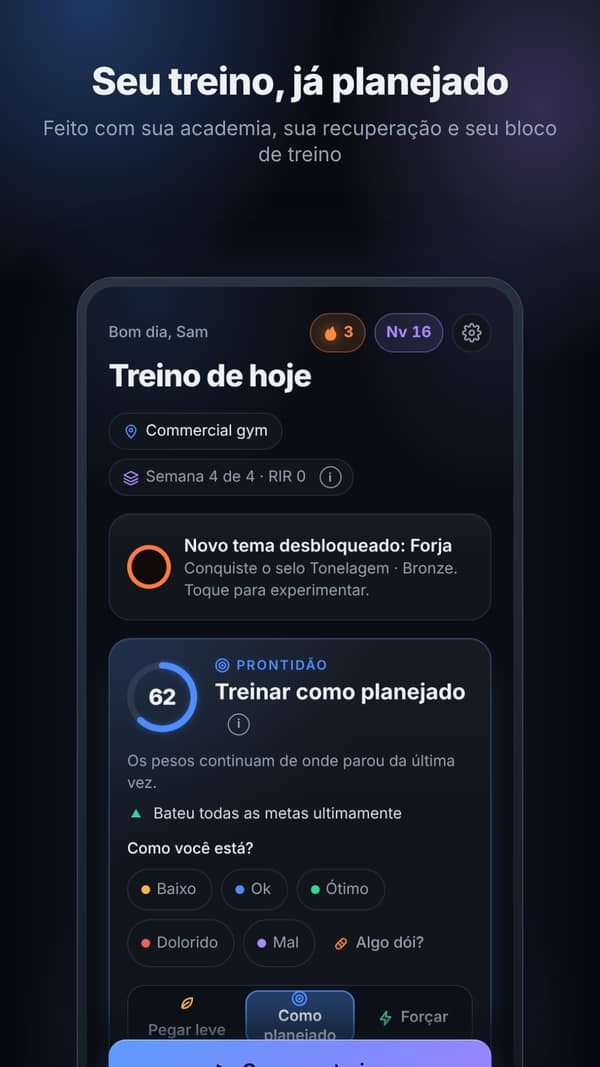 Seu treino, já planejado
Feito com sua academia, sua recuperação e seu bloco
de treino
Bom dia, Sam
3
Nv 16
Treino de hoje
Commercial gym
Semana 4 de 4 · RIR 0
Novo tema desbloqueado: Forja
Conquiste o selo Tonelagem · Bronze.
Toque para experimentar.
PRONTIDÃO
62
Treinar como planejado
Os pesos continuam de onde parou da última
vez.
Bateu todas as metas ultimamente
Como você está?
Baixo
Ok
Ótimo
Dolorido
Mal
Algo dói?
Pegar leve
Como
planejado
Forçar